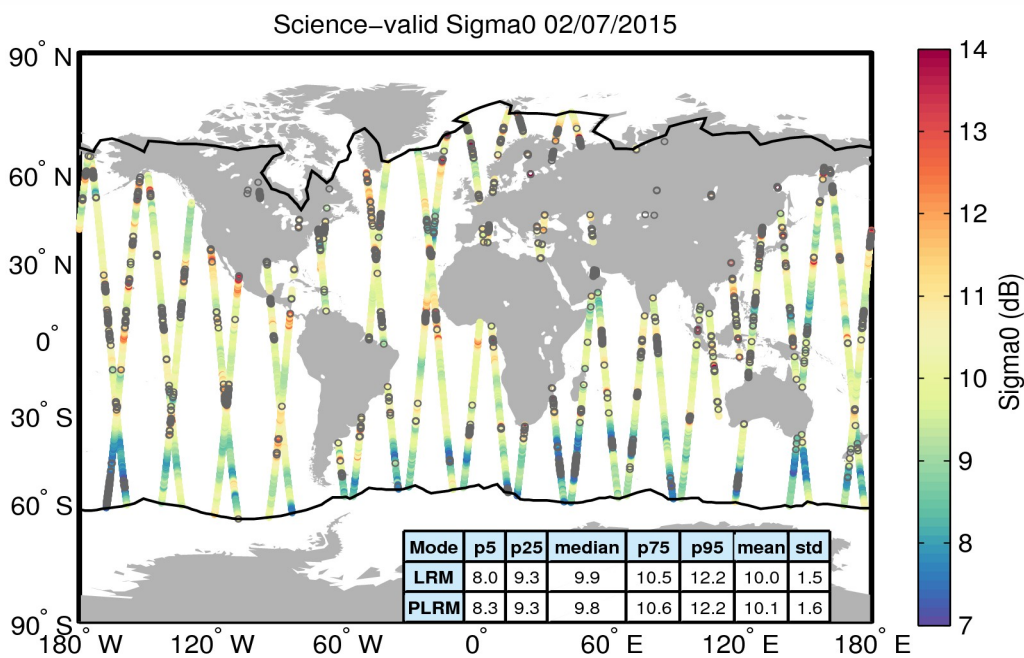 Science−valid Sigma0 02/07/2015
90° N
60° N
30° N
0°
30° S
60° S
90° S
180° W 120° W 60° W 0° 60° E 120° E 180° E
Mode p5 p25 median p75 p95 mean std
LRM 8.0 9.3 9.9 10.5 12.2 10.0 1.5
PLRM 8.3 9.3 9.8 10.6 12.2 10.1 1.6
14
13
12
11
10
9
8
7
Sigma0 (dB)